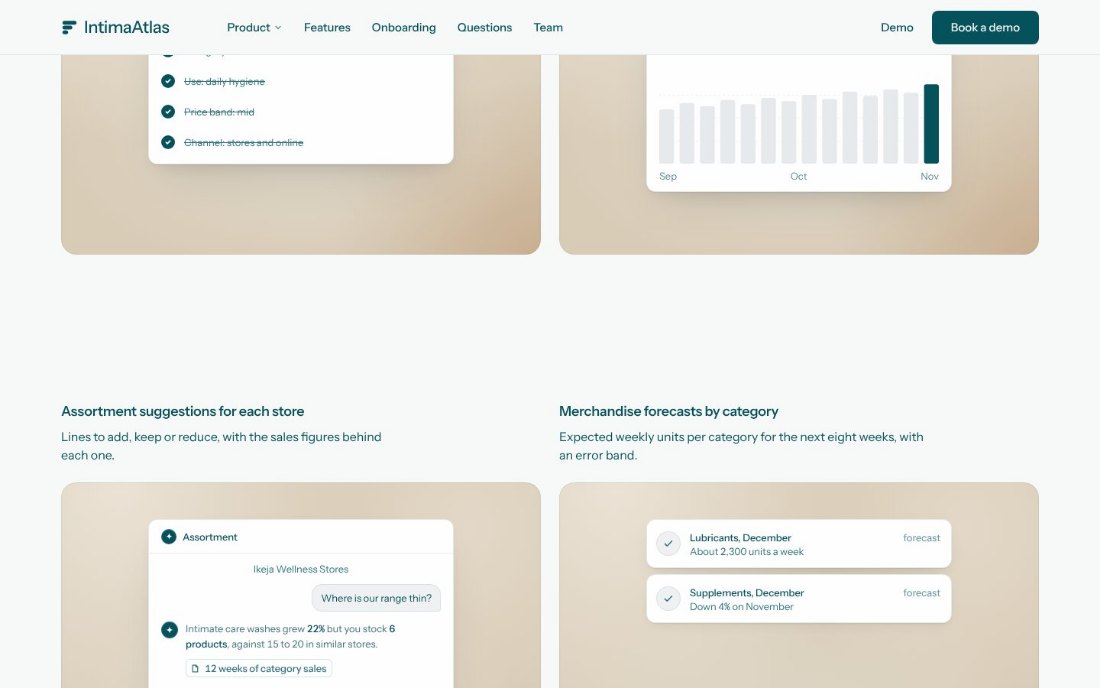 IntimaAtlas
Product
Features
Onboarding
Questions
Team
Demo
Book a demo
Use: daily hygiene
Price band: mid
Channel: stores and online
Sep
Oct
Nov
Assortment suggestions for each store
Lines to add, keep or reduce, with the sales figures behind
each one.
Merchandise forecasts by category
Expected weekly units per category for the next eight weeks, with
an error band.
Assortment
Ikeja Wellness Stores
Where is our range thin?
Intimate care washes grew 22% but you stock 6
products, against 15 to 20 in similar stores.
12 weeks of category sales
Lubricants, December
forecast
About 2,300 units a week
Supplements, December
forecast
Down 4% on November